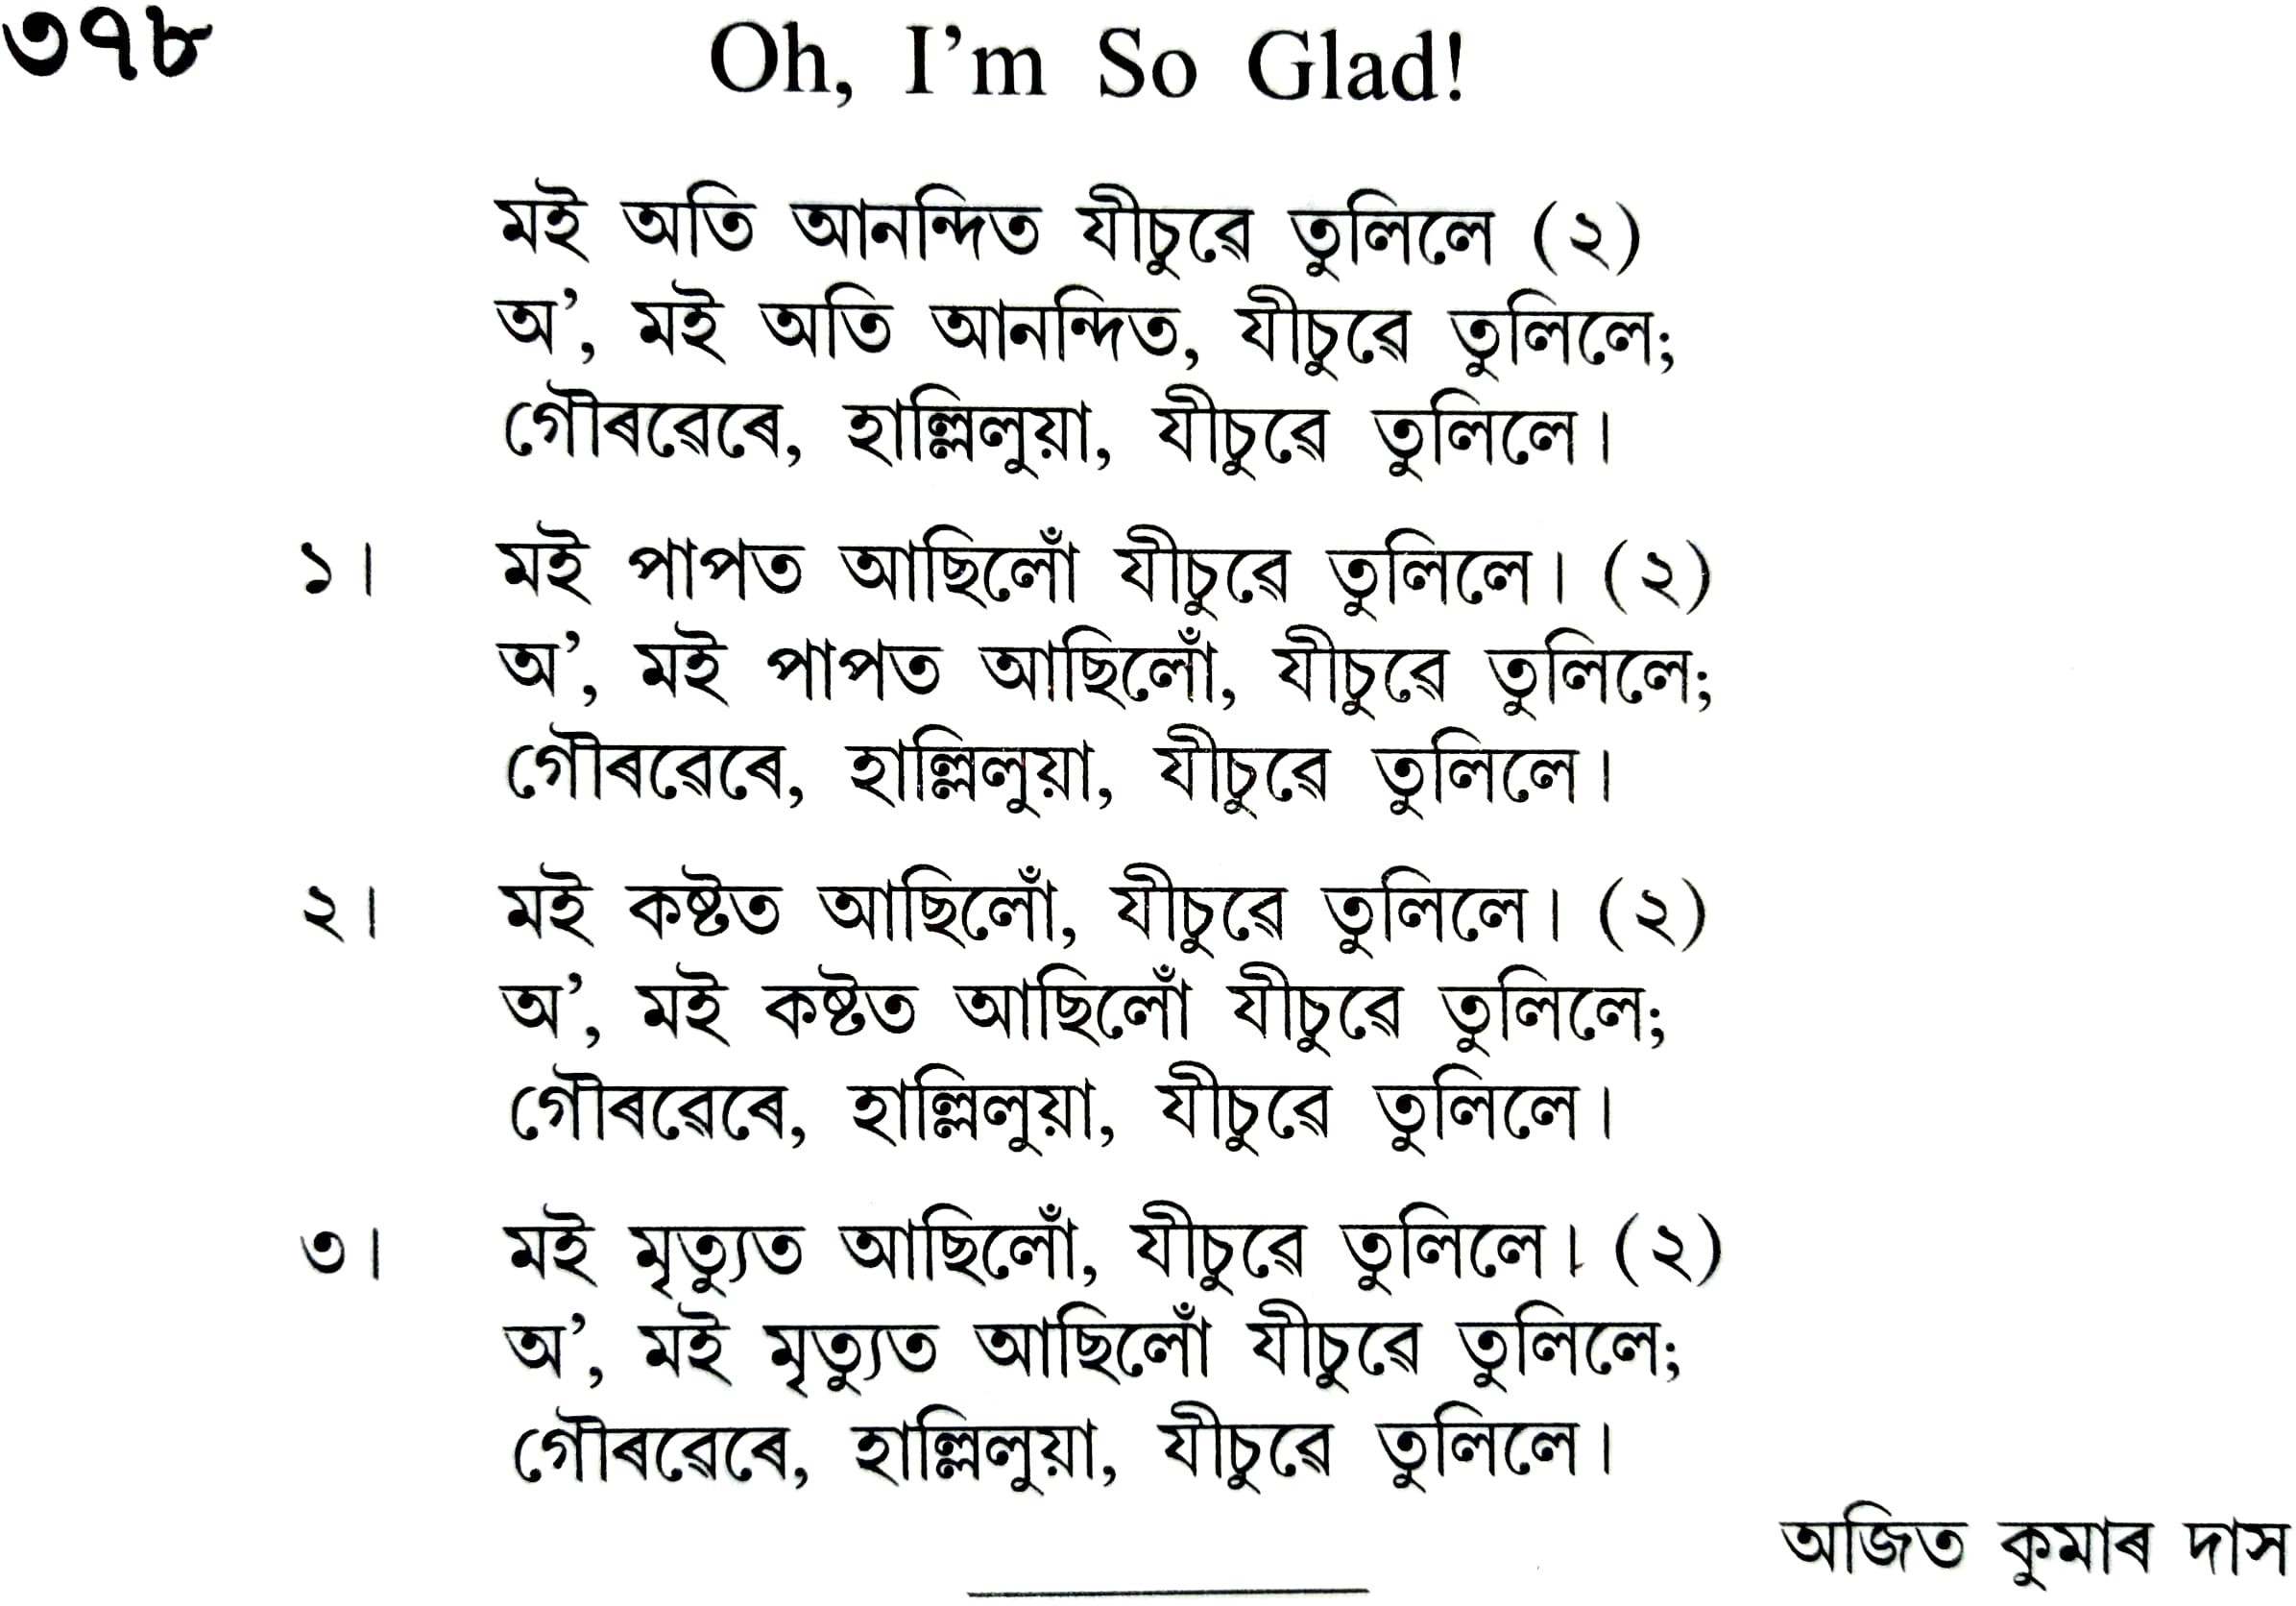 ৩৭৮ Oh, I’m So Glad!
মই অতি আনন্দিত যীচুৱে তুলিলে (২)
অ’, মই অতি আনন্দিত, যীচুৱে তুলিলে;
গৌৰৱেৰে, হাল্লিলুয়া, যীচুৱে তুলিলে।
১। মই পাপত আছিলোঁ যীচুৱে তুলিলে। (২)
অ’, মই পাপত আছিলোঁ, যীচুৱে তুলিলে;
গৌৰৱেৰে, হাল্লিলুয়া, যীচুৱে তুলিলে।
২। মই কষ্টত আছিলোঁ, যীচুৱে তুলিলে। (২)
অ’, মই কষ্টত আছিলোঁ যীচুৱে তুলিলে;
গৌৰৱেৰে, হাল্লিলুয়া, যীচুৱে তুলিলে।
৩। মই মৃত্যুত আছিলোঁ, যীচুৱে তুলিলে। (২)
অ’, মই মৃত্যুত আছিলোঁ যীচুৱে তুলিলে;
গৌৰৱেৰে, হাল্লিলুয়া, যীচুৱে তুলিলে।
অজিত কুমাৰ দাস